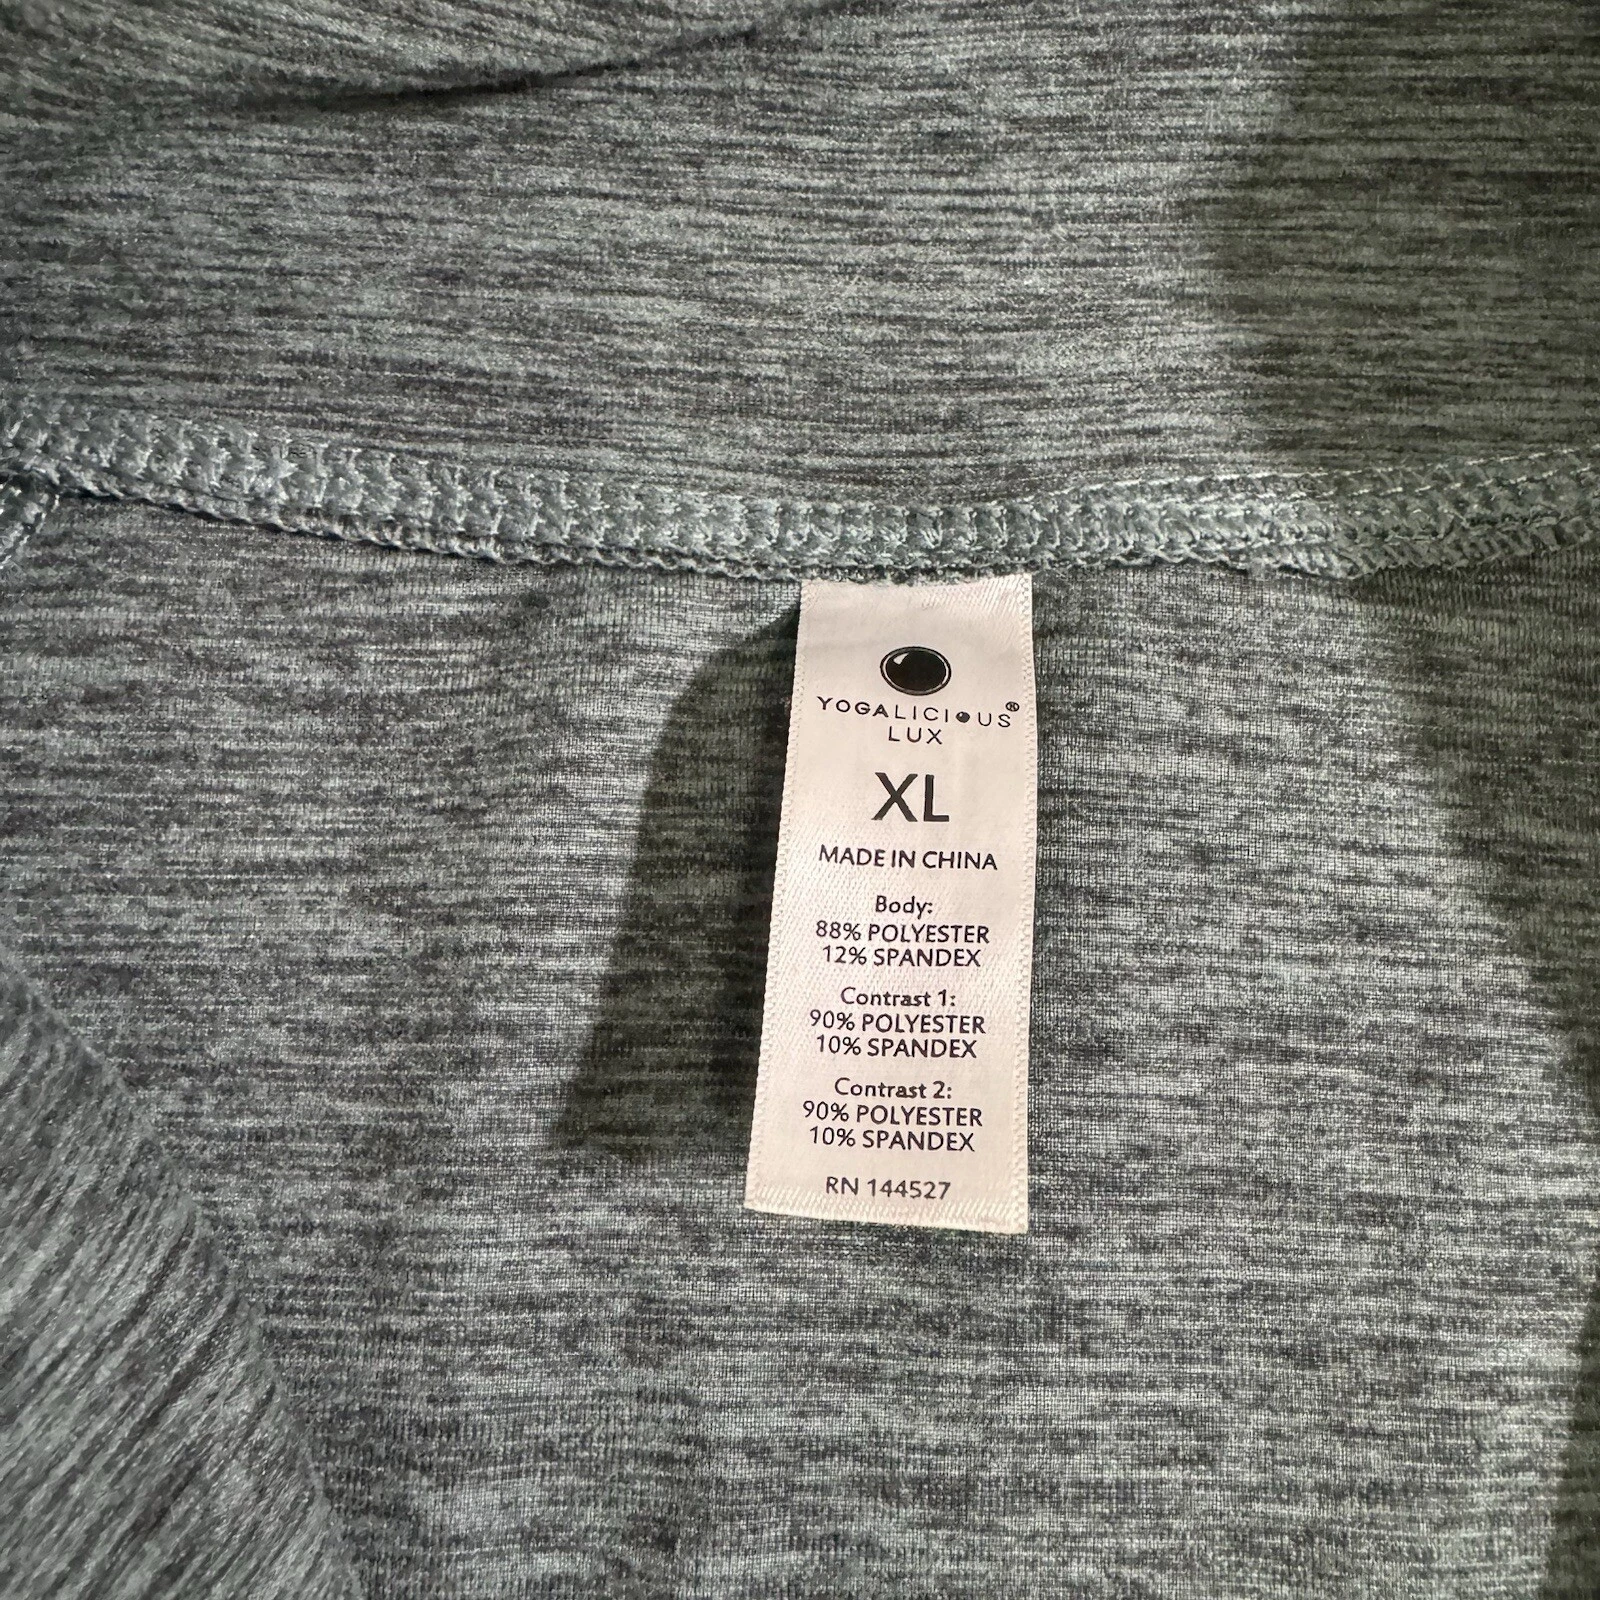 YOGALICIOUS®
LUX
XL
MADE IN CHINA
Body:
88% POLYESTER
12% SPANDEX
Contrast 1:
90% POLYESTER
10% SPANDEX
Contrast 2:
90% POLYESTER
10% SPANDEX
RN 144527